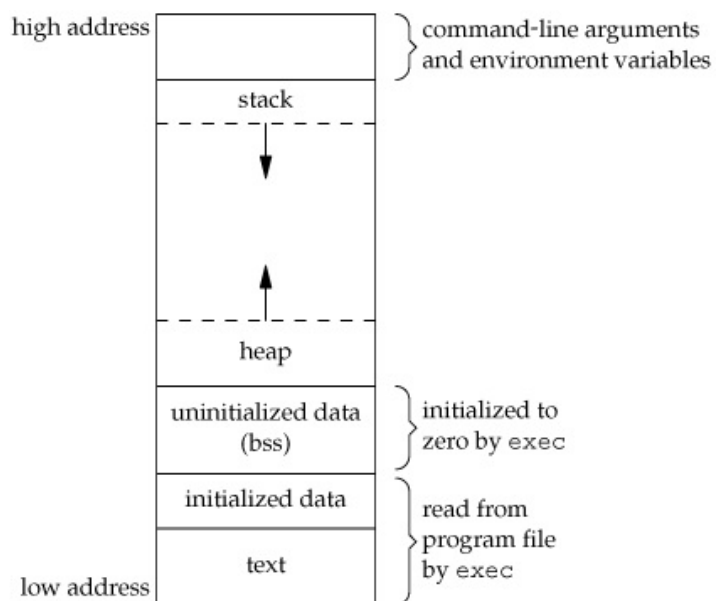 high address
command-line arguments
and environment variables
stack
heap
uninitialized data
(bss)
initialized to
zero by exec
initialized data
read from
program file
by exec
text
low address